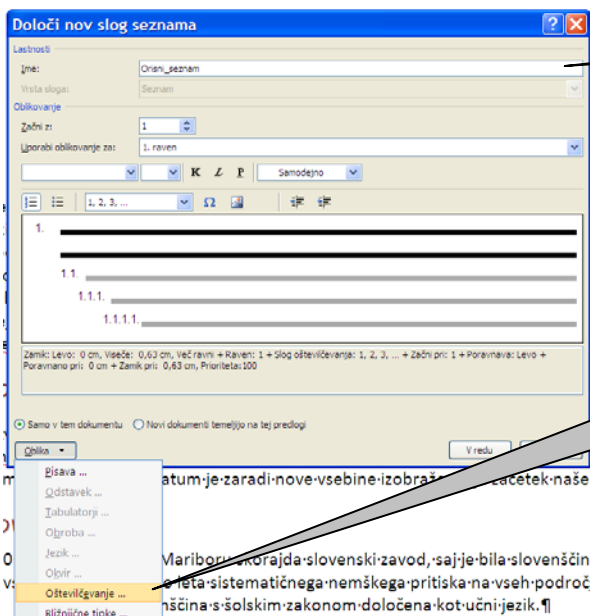 Določi nov slog seznama
Lastnosti
Ime: Orisni_seznam
Vrsta sloga: Seznam
Oblikovanje
Začni z: 1
Uporabi oblikovanje za: 1. raven
K L P Samodejno
1, 2, 3, ... Ω
1.
1.1.
1.1.1.
1.1.1.1.
Zamik: Levo: 0 cm, Viseče: 0,63 cm, Več ravni + Raven: 1 + Slog oštevilčevanja: 1, 2, 3, ... + Začni pri: 1 + Poravnava: Levo +
Poravnano pri: 0 cm + Zamik pri: 0,63 cm, Prioriteta:100
Samo v tem dokumentu Novi dokumenti temeljijo na tej predlogi
Oblika V redu
Pisava ...
atum·je·zaradi·nove·vsebine· začetek·naše
Odstavek ...
Tabulatorji ...
Obroba ...
Jezik ...
Mariboru· skorajda·slovenski·zavod,·saj·je·bila·slovenščin
Okvir ...
leta·sistematičnega·nemškega·pritiska·na·vseh·področ
Oštevilčevanje ...
nščina·s·šolskim·zakonom·določena·kot·učni·jezik.¶
Bližnjične tipke ...